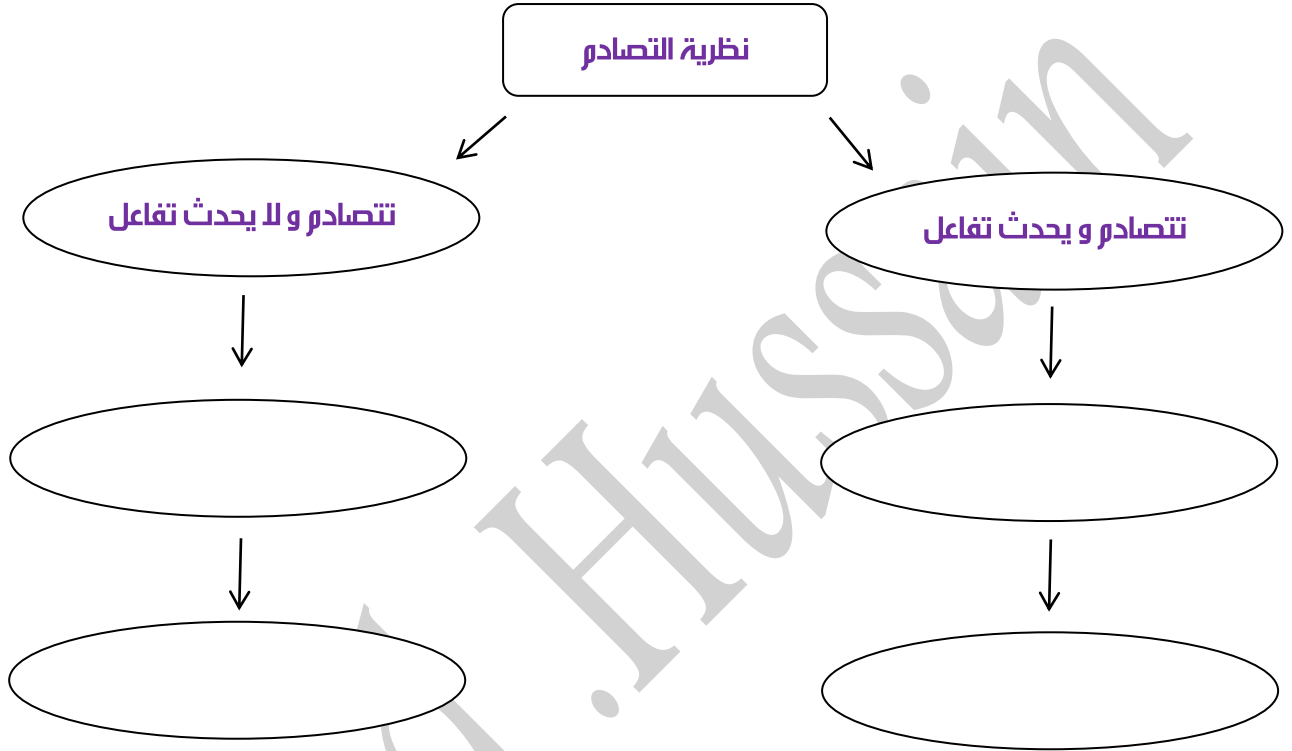 نظرية التصادم
تتصادم و يحدث تفاعل
تتصادم و لا يحدث تفاعل
.Hussain